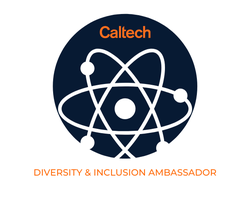 Caltech
DIVERSITY & INCLUSION AMBASSADOR